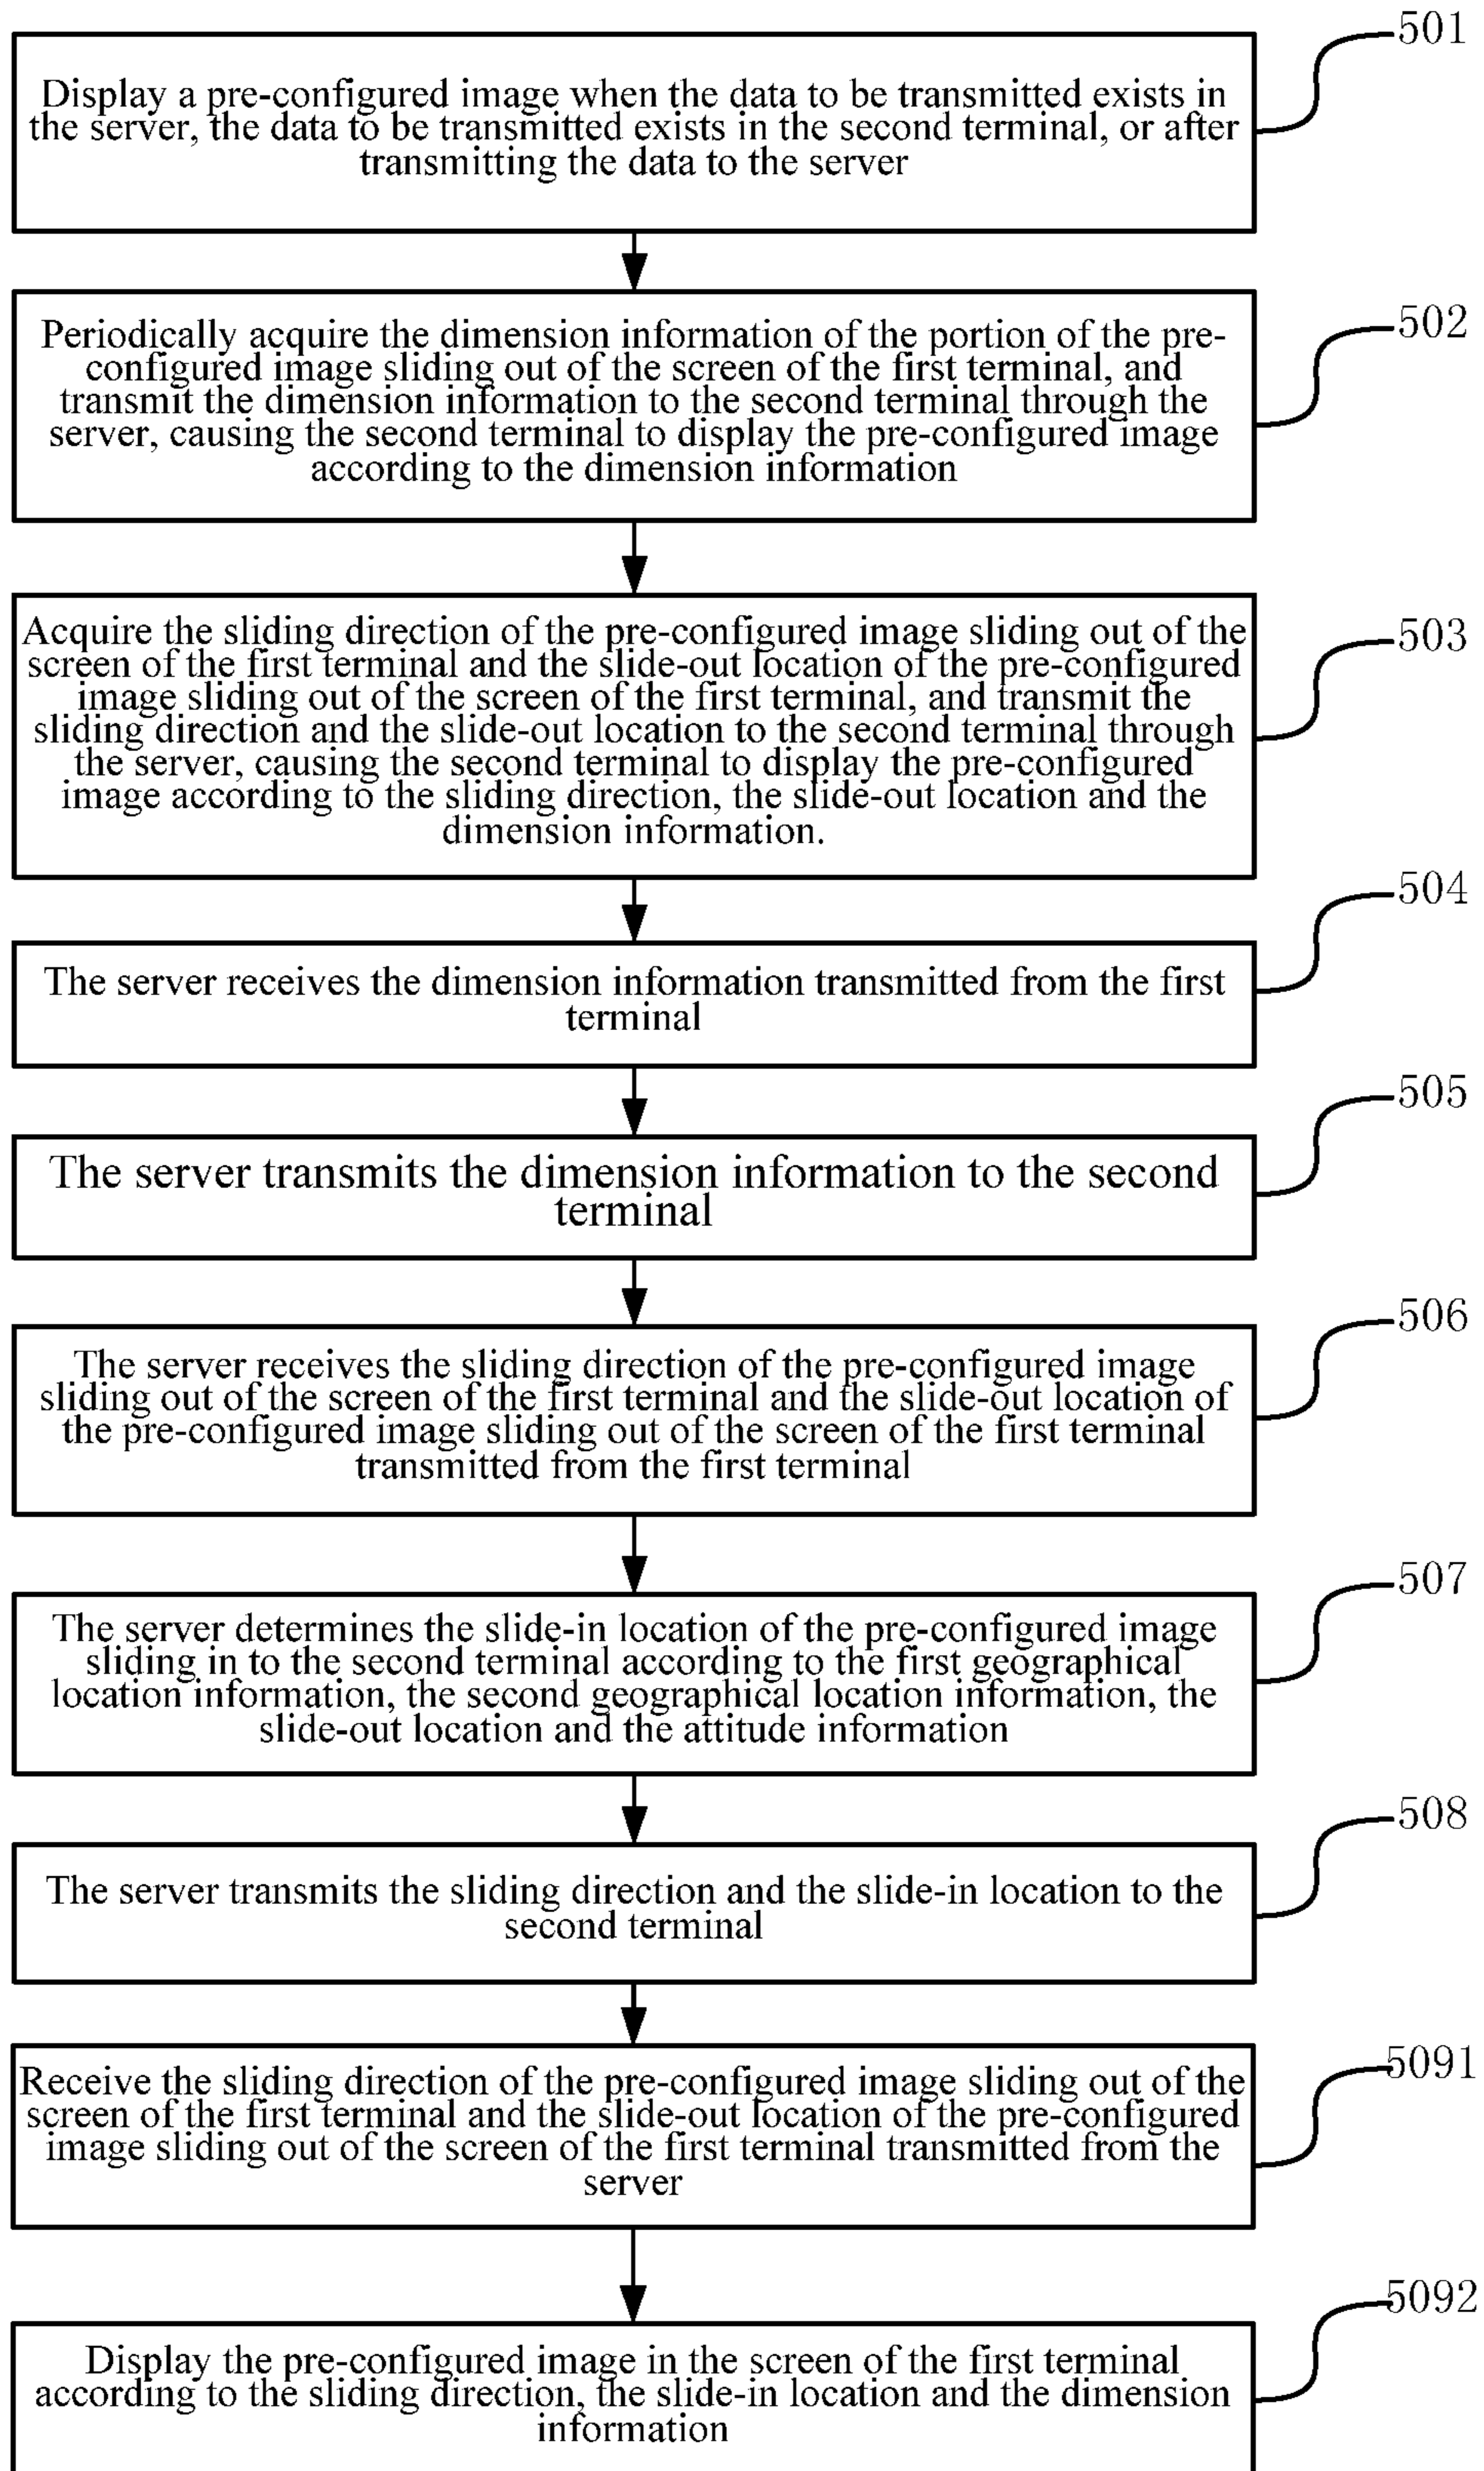 501
Display a pre-configured image when the data to be transmitted exists in
the server, the data to be transmitted exists in the second terminal, or after
transmitting the data to the server
502
Periodically acquire the dimension information of the portion of the pre-
configured image sliding out of the screen of the first terminal, and
transmit the dimension information to the second terminal through the
server, causing the second terminal to display the pre-configured image
according to the dimension information
503
Acquire the sliding direction of the pre-configured image sliding out of the
screen of the first terminal and the slide-out location of the pre-configured
image sliding out of the screen of the first terminal, and transmit the
sliding direction and the slide-out location to the second terminal through
the server, causing the second terminal to display the pre-configured
image according to the sliding direction, the slide-out location and the
dimension information.
504
The server receives the dimension information transmitted from the first
terminal
505
The server transmits the dimension information to the second
terminal
506
The server receives the sliding direction of the pre-configured image
sliding out of the screen of the first terminal and the slide-out location of
the pre-configured image sliding out of the screen of the first terminal
transmitted from the first terminal
507
The server determines the slide-in location of the pre-configured image
sliding in to the second terminal according to the first geographical
location information, the second geographical location information, the
slide-out location and the attitude information
508
The server transmits the sliding direction and the slide-in location to the
second terminal
5091
Receive the sliding direction of the pre-configured image sliding out of the
screen of the first terminal and the slide-out location of the pre-configured
image sliding out of the screen of the first terminal transmitted from the
server
5092
Display the pre-configured image in the screen of the first terminal
according to the sliding direction, the slide-in location and the dimension
information